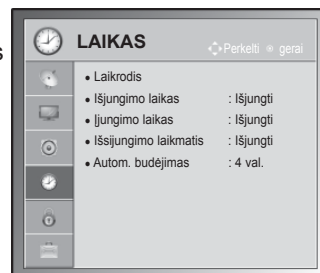 s
LAIKAS
Perkelti gerai
• Laikrodis
• Išjungimo laikas : Išjungti
• Įjungimo laikas : Išjungti
• Išsijungimo laikmatis : Išjungti
• Autom. budėjimas : 4 val.